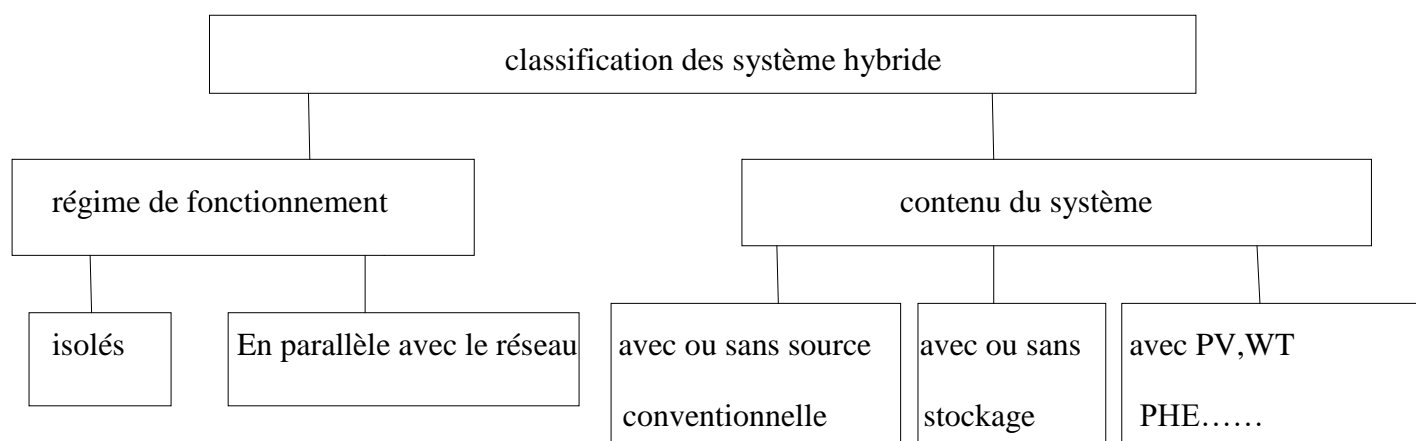 classification des système hybride
régime de fonctionnement
contenu du système
isolés
En parallèle avec le réseau
avec ou sans source
conventionnelle
avec ou sans
stockage
avec PV,WT
PHE……